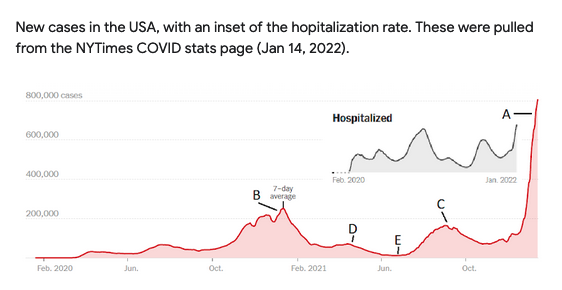 New cases in the USA, with an inset of the hopitalization rate. These were pulled
from the NYTimes COVID stats page (Jan 14, 2022).
800,000 cases
A
Hospitalized
600,000
400,000
Feb. 2020
Jan. 2022
7-day
B
average
C
200,000
D
E
Feb. 2020
Jun.
Oct.
Feb. 2021
Jun.
Oct.